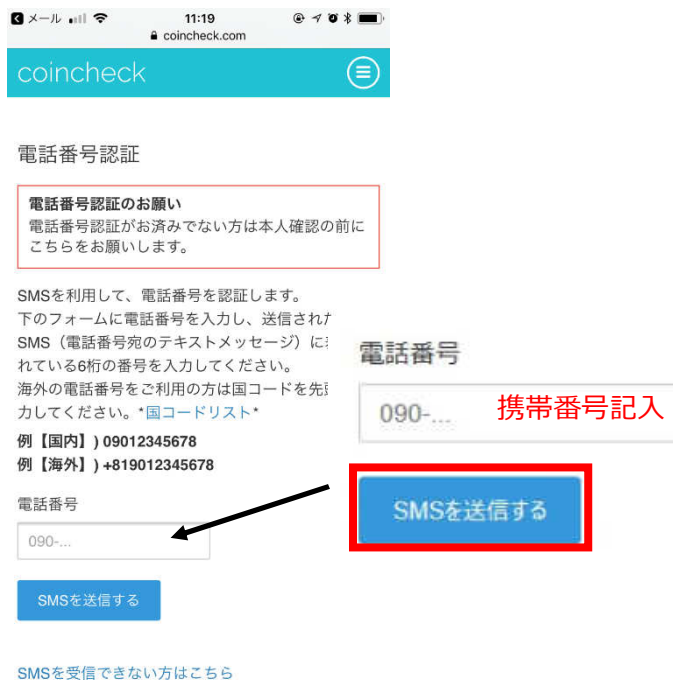 メール 11:19
coincheck.com
coincheck
電話番号認証
電話番号認証のお願い
電話番号認証がお済みでない方は本人確認の前に
こちらをお願いします。
SMSを利用して、電話番号を認証します。
下のフォームに電話番号を入力し、送信された
SMS（電話番号宛のテキストメッセージ）に
れている6桁の番号を入力してください。
海外の電話番号をご利用の方は国コードを先
力してください。*国コードリスト*
例【国内】) 09012345678
例【海外】) +819012345678
電話番号
090-...
SMSを送信する
SMSを受信できない方はこちら
電話番号
090-... 携帯番号記入
SMSを送信する